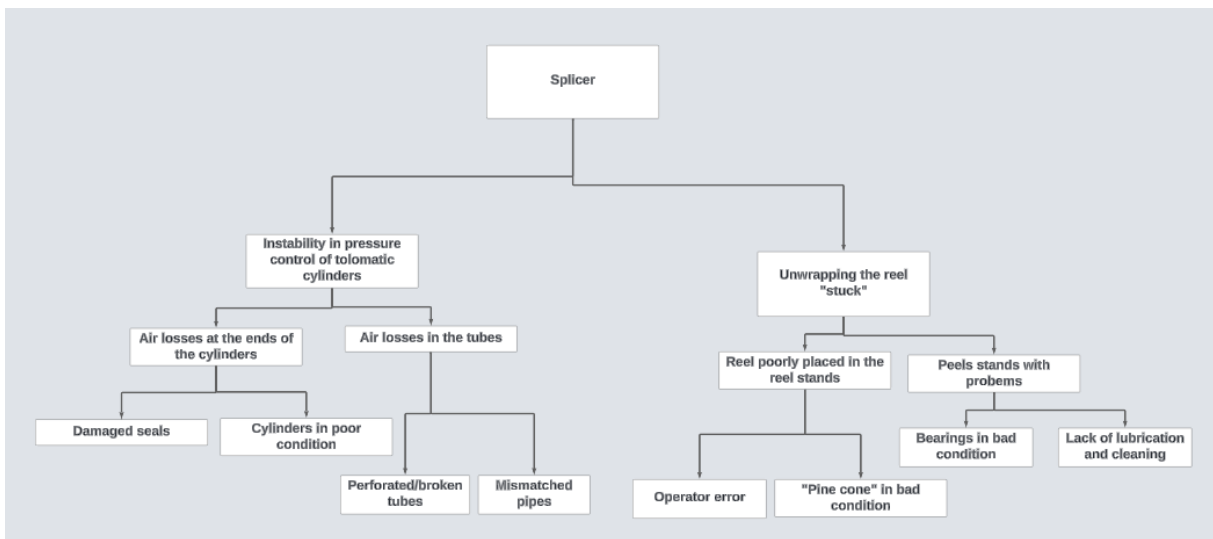 Splicer
Instability in pressure
control of tolomatic
cylinders
Unwrapping the reel
"stuck"
Air losses at the ends of
the cylinders
Air losses in the tubes
Reel poorly placed in the
reel stands
Peels stands with
probems
Damaged seals
Cylinders in poor
condition
Bearings in bad
condition
Lack of lubrication
and cleaning
Perforated/broken
tubes
Mismatched
pipes
Operator error
"Pine cone" in bad
condition